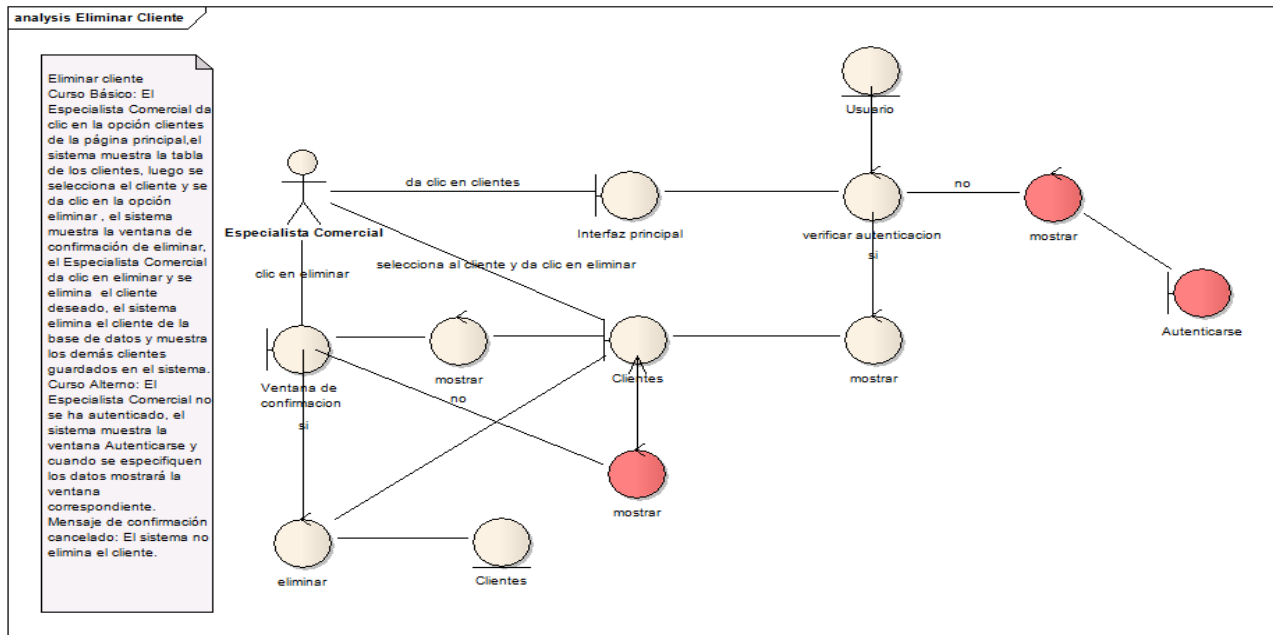 analysis Eliminar Cliente
Eliminar cliente
Curso Básico: El
Especialista Comercial da
clic en la opción clientes
de la página principal,el
sistema muestra la tabla
de los clientes, luego se
selecciona el cliente y se
da clic en la opción
eliminar , el sistema
muestra la ventana de
confirmación de eliminar,
el Especialista Comercial
da clic en eliminar y se
elimina el cliente
deseado, el sistema
elimina el cliente de la
base de datos y muestra
los demás clientes
guardados en el sistema.
Curso Alterno: El
Especialista Comercial no
se ha autenticado, el
sistema muestra la
ventana Autenticarse y
cuando se especifiquen
los datos mostrará la
ventana
correspondiente.
Mensaje de confirmación
cancelado: El sistema no
elimina el cliente.
Usuario
da clic en clientes
no
Especialista Comercial
Interfaz principal
verificar autenticacion
mostrar
si
clic en eliminar
selecciona al cliente y da clic en eliminar
Autenticarse
Ventana de
confirmacion
mostrar
Clientes
mostrar
no
si
mostrar
eliminar
Clientes